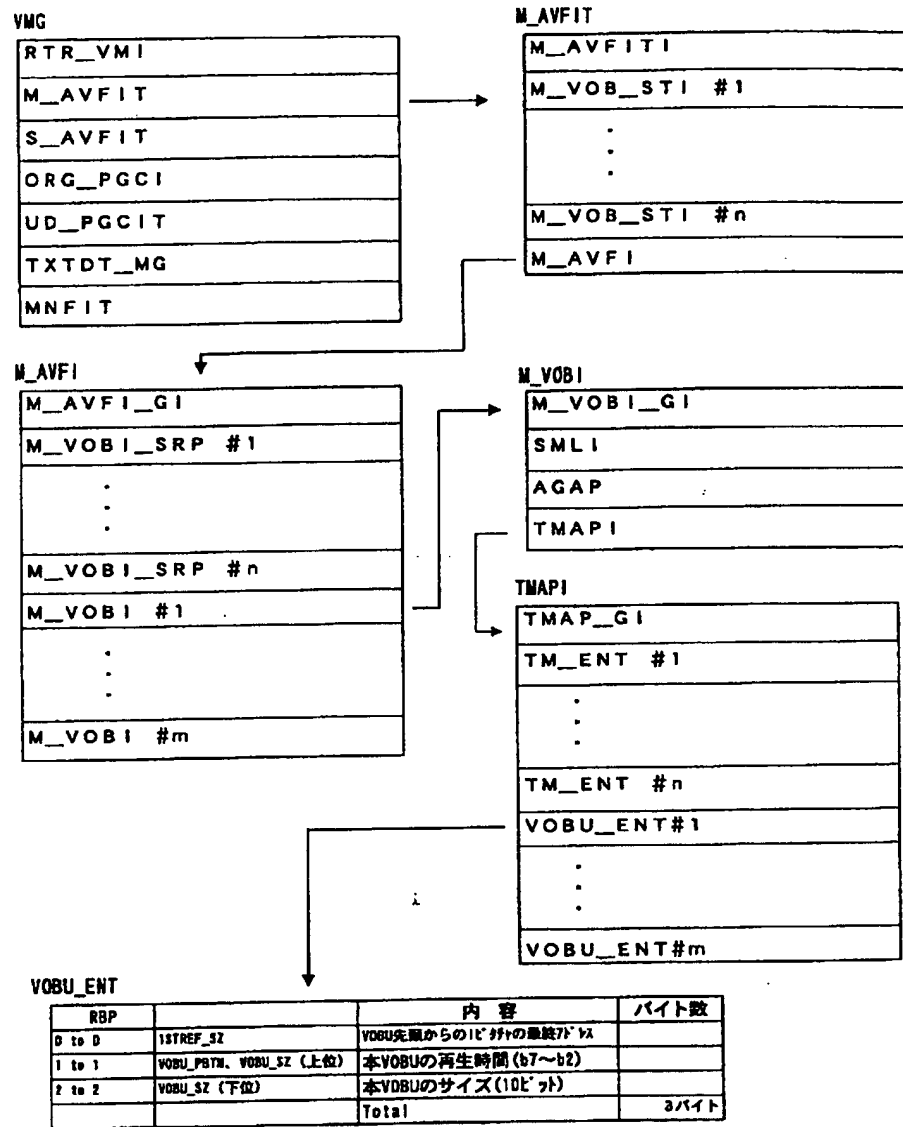 VMG
RTR_VMI
M_AVFIT
S_AVFIT
ORG_PGCI
UD_PGCIT
TXTDT_MG
MNFIT
M_AVFIT
M_AVFITI
M_VOB_STI #1
M_VOB_STI #n
M_AVFI
M_AVFI
M_AVFI_GI
M_VOBI_SRP #1
M_VOBI_SRP #n
M_VOBI #1
M_VOBI #m
M_VOBI
M_VOBI_GI
SMLI
AGAP
TMAPI
TMAPI
TMAP_GI
TM_ENT #1
TM_ENT #n
VOBU_ENT#1
VOBU_ENT#m
VOBU_ENT
RBP 内 容 バイト数
0 to 0 1STREF_SZ VOBU先頭からのIピクチャの最終アドレス
1 to 1 VOBU_PBTM、VOBU_SZ (上位) 本VOBUの再生時間(b7〜b2)
2 to 2 VOBU_SZ (下位) 本VOBUのサイズ(10ビット)
Total 3バイト